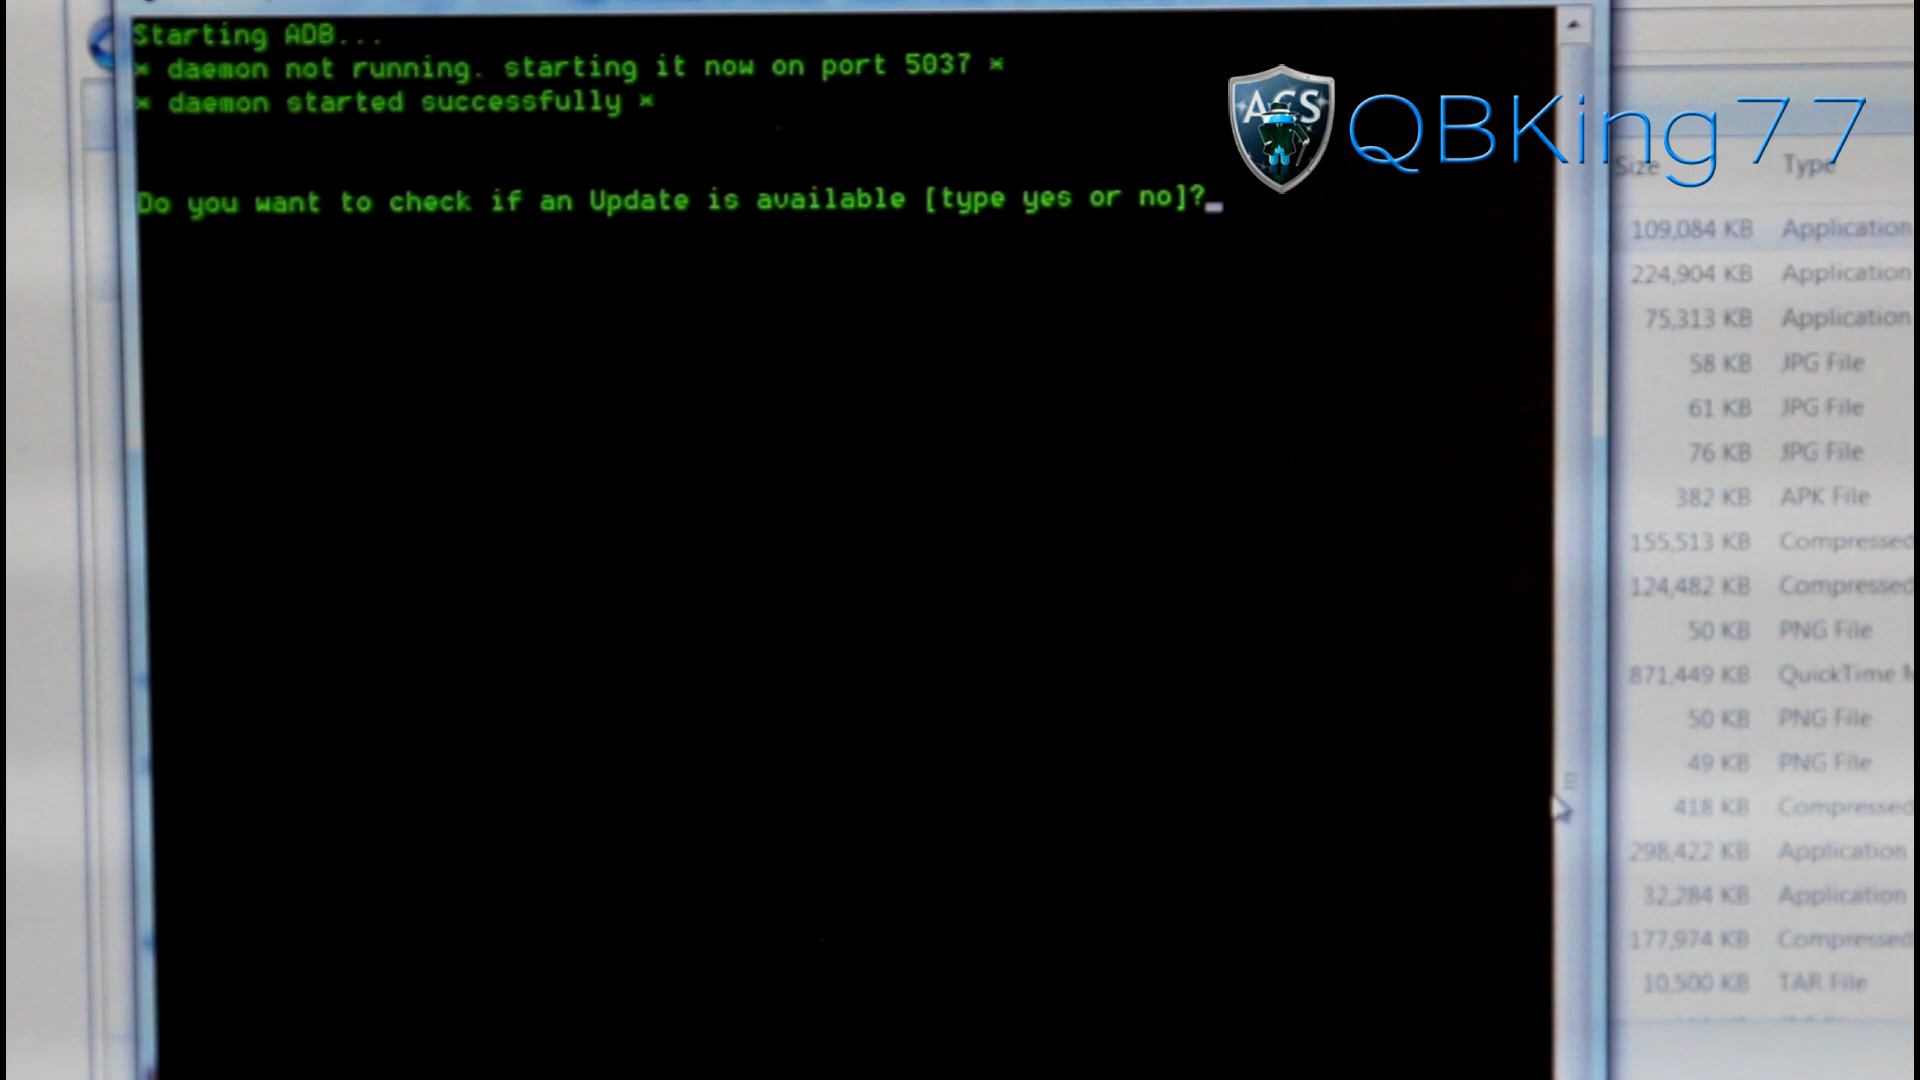 Starting ADB...
* daemon not running. starting it now on port 5037 *
* daemon started successfully *
Do you want to check if an Update is available [type yes or no]?
ACS
QBKing77
Size Type
109,084 KB Application
224,904 KB Application
75,313 KB Application
58 KB JPG File
61 KB JPG File
76 KB JPG File
382 KB APK File
155,513 KB Compressed
124,482 KB Compressed
50 KB PNG File
871,449 KB QuickTime
50 KB PNG File
49 KB PNG File
418 KB Compressed
298,422 KB Application
32,284 KB Application
177,974 KB Compressed
10,500 KB TAR File